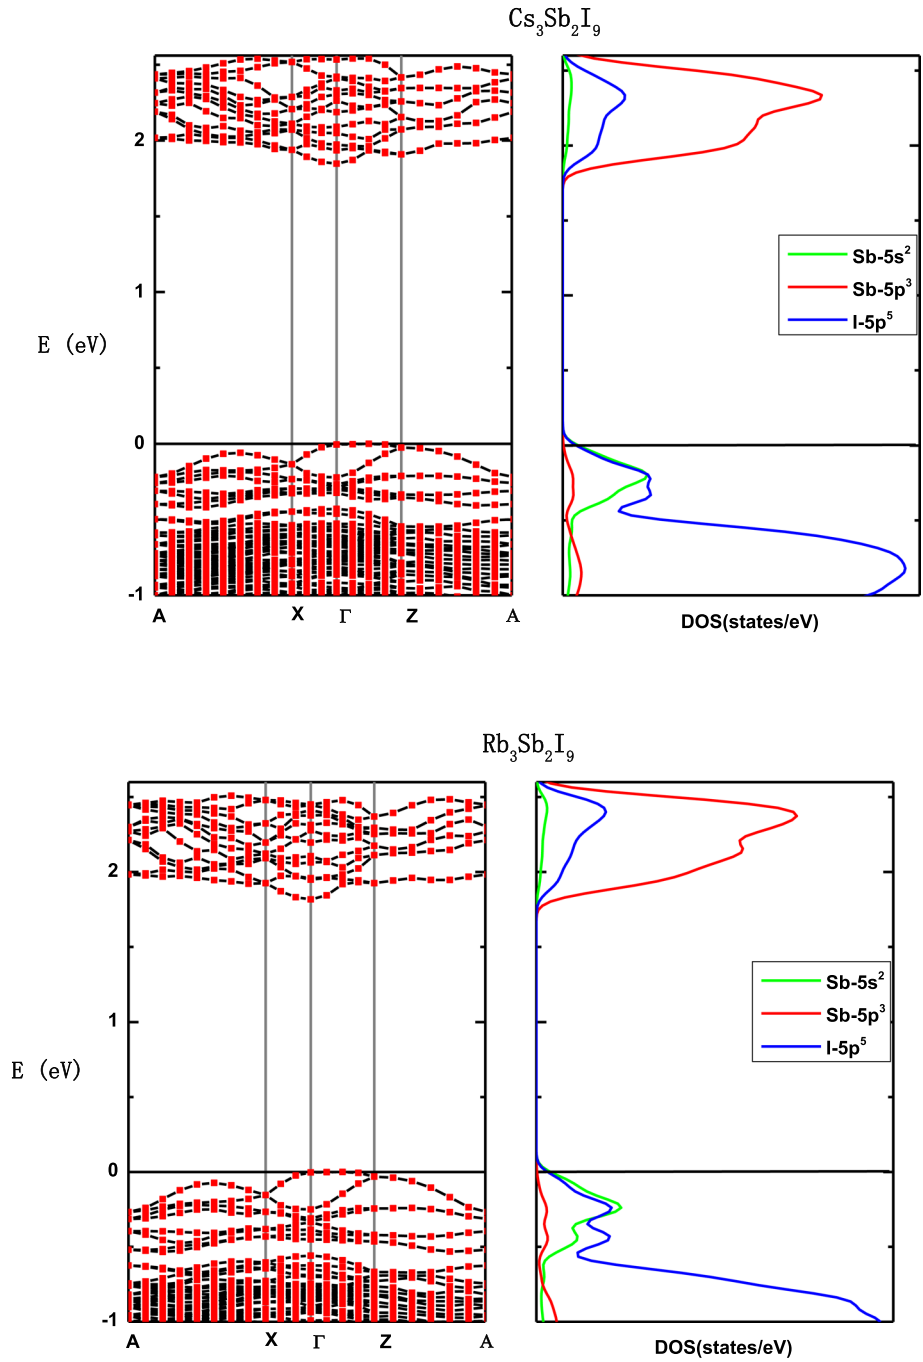 Cs3Sb2I9
2
1
0
-1
E (eV)
A X Γ Z A
Sb-5s2
Sb-5p3
I-5p5
DOS(states/eV)
Rb3Sb2I9
2
1
0
-1
E (eV)
A X Γ Z A
Sb-5s2
Sb-5p3
I-5p5
DOS(states/eV)